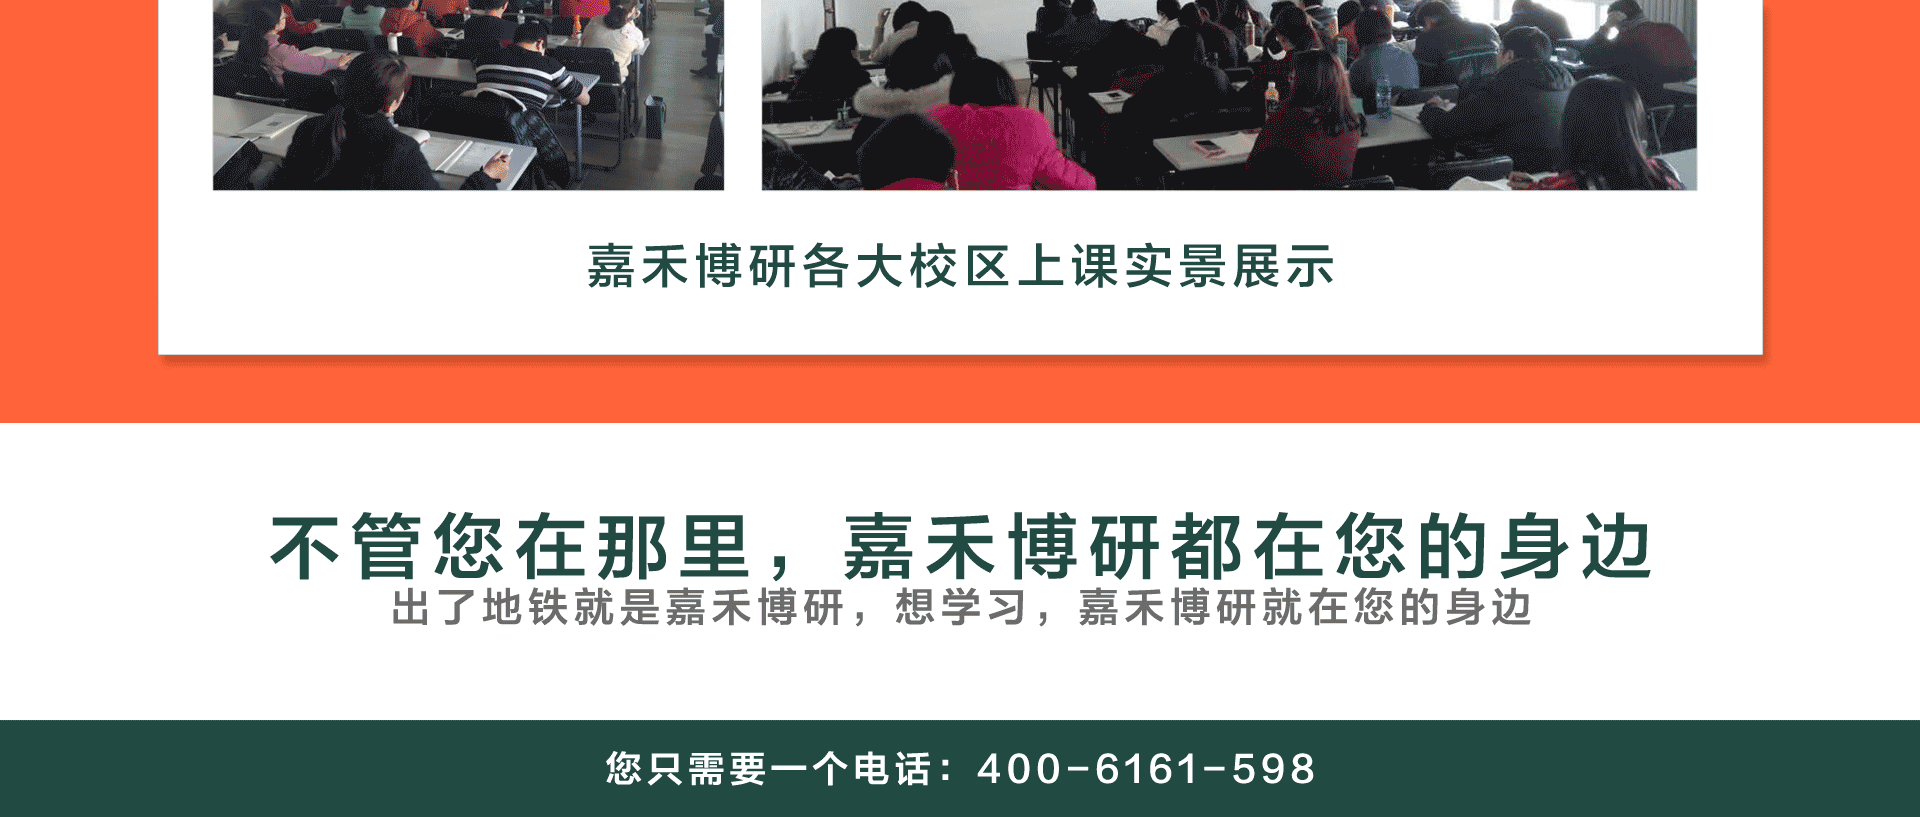 嘉禾博研各大校区上课实景展示
不管您在那里，嘉禾博研都在您的身边
出了地铁就是嘉禾博研，想学习，嘉禾博研就在您的身边
您只需要一个电话：400-6161-598